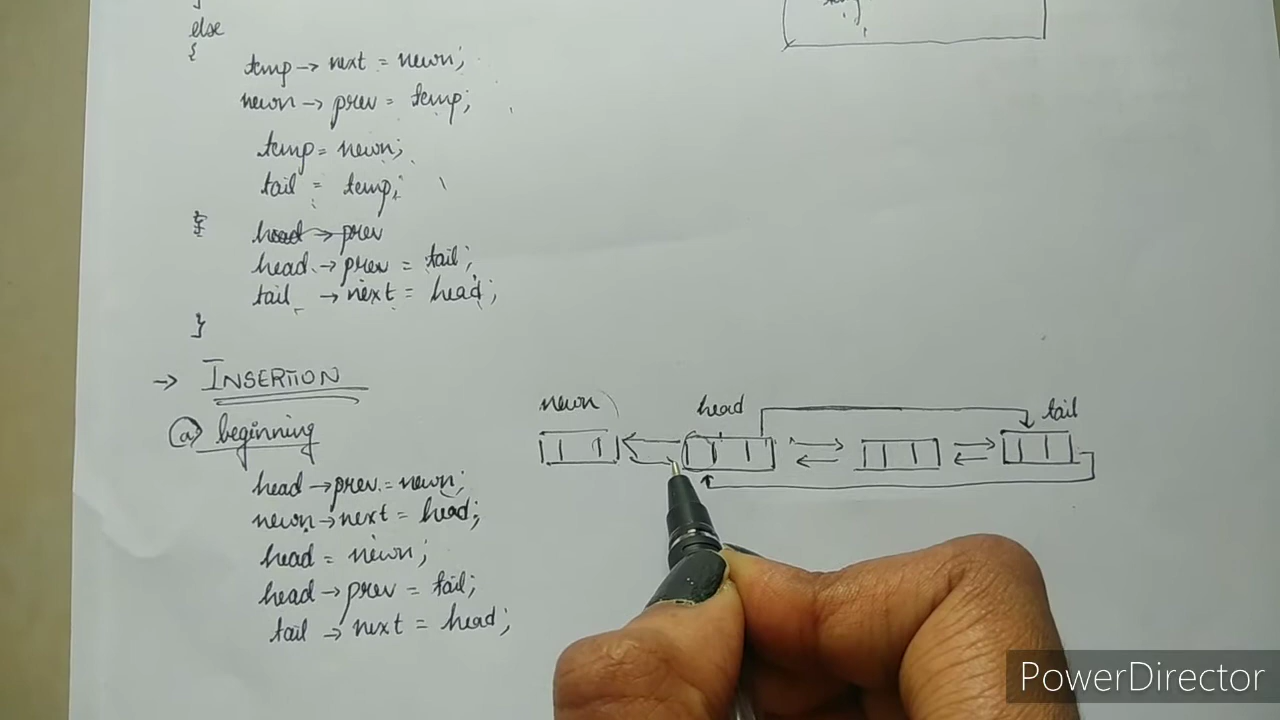 else
{
temp → next = newn;
newn → prev = temp;
temp = newn;
tail = temp;
head → prev
head → prev = tail;
tail → next = head;
}
→ INSERTION
(a) beginning
head → prev = newn;
newn → next = head;
head = newn;
head → prev = tail;
tail → next = head;
newn head tail
PowerDirector